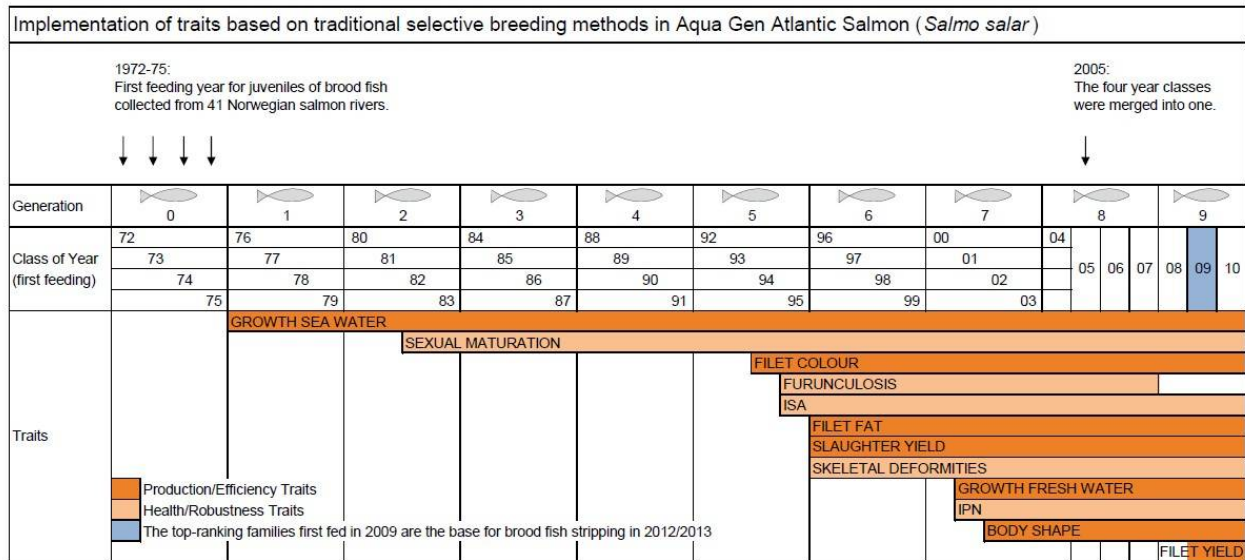 Implementation of traits based on traditional selective breeding methods in Aqua Gen Atlantic Salmon (Salmo salar)
1972-75:
First feeding year for juveniles of brood fish
collected from 41 Norwegian salmon rivers.
2005:
The four year classes
were merged into one.
Generation
0 1 2 3 4 5 6 7 8 9
Class of Year
(first feeding)
72 76 80 84 88 92 96 00 04
73 77 81 85 89 93 97 01
05 06 07 08 09 10
74 78 82 86 90 94 98 02
75 79 83 87 91 95 99 03
Traits
GROWTH SEA WATER
SEXUAL MATURATION
FILET COLOUR
FURUNCULOSIS
ISA
FILET FAT
SLAUGHTER YIELD
SKELETAL DEFORMITIES
GROWTH FRESH WATER
IPN
BODY SHAPE
FILET YIELD
Production/Efficiency Traits
Health/Robustness Traits
The top-ranking families first fed in 2009 are the base for brood fish stripping in 2012/2013